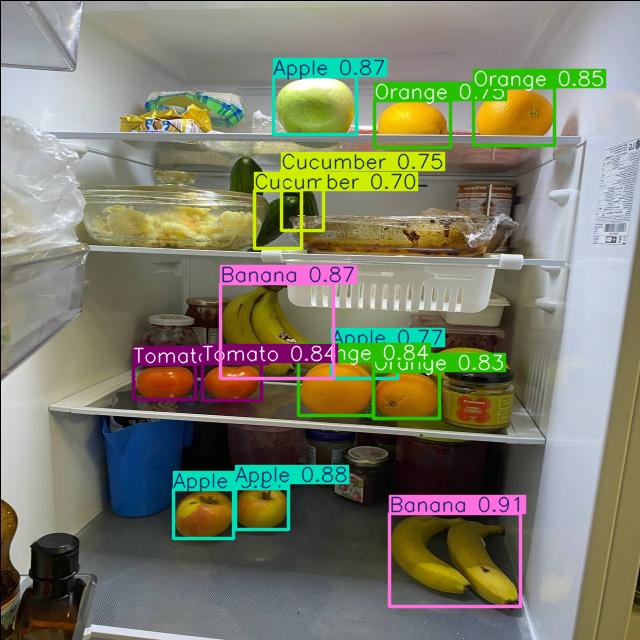 Apple 0.87
Orange 0.75
Orange 0.85
Cucumber 0.75
Cucumber 0.70
Banana 0.87
Apple 0.77
Tomato
Tomato 0.84
nge 0.84
Orange 0.83
Apple
Apple 0.88
Banana 0.91